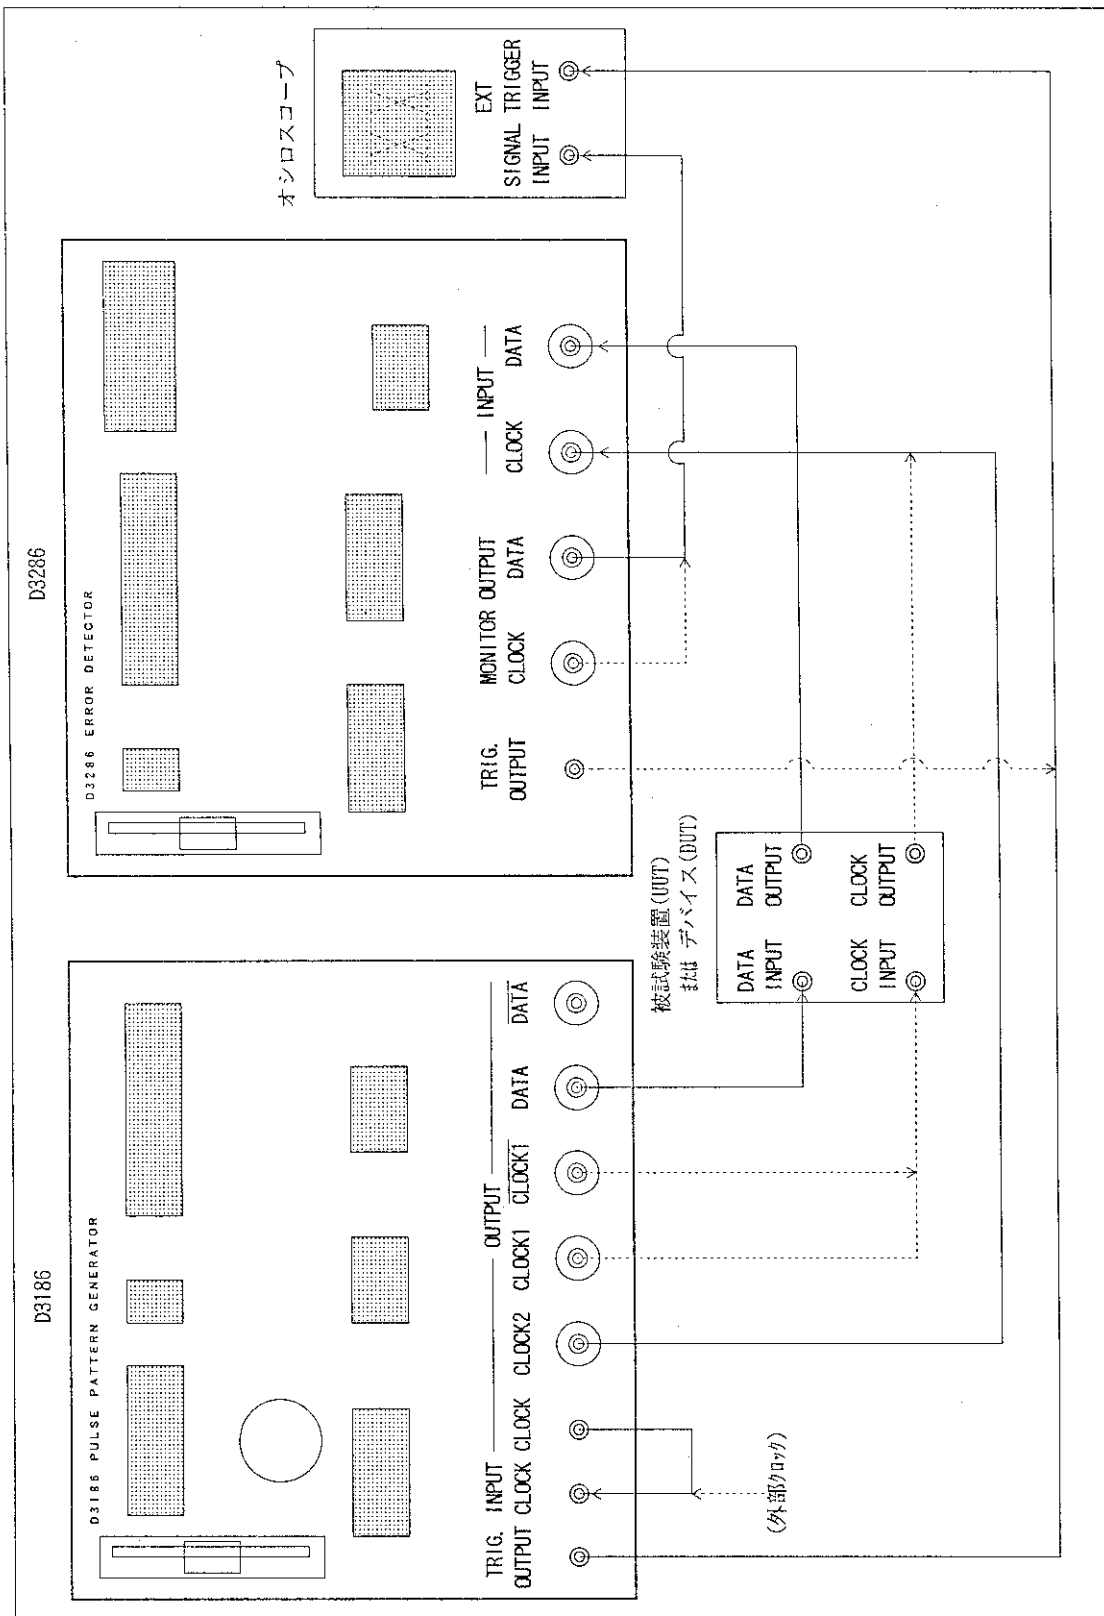 D3186
D3186 PULSE PATTERN GENERATOR
TRIG. INPUT OUTPUT
OUTPUT CLOCK CLOCK CLOCK2 CLOCK1 CLOCK1 DATA DATA
(外部クロック)
D3286
D3286 ERROR DETECTOR
TRIG. MONITOR OUTPUT INPUT
OUTPUT CLOCK DATA CLOCK DATA
被試験装置(UUT)
または デバイス(DUT)
DATA DATA
INPUT OUTPUT
CLOCK CLOCK
INPUT OUTPUT
オシロスコープ
EXT
SIGNAL TRIGGER
INPUT INPUT